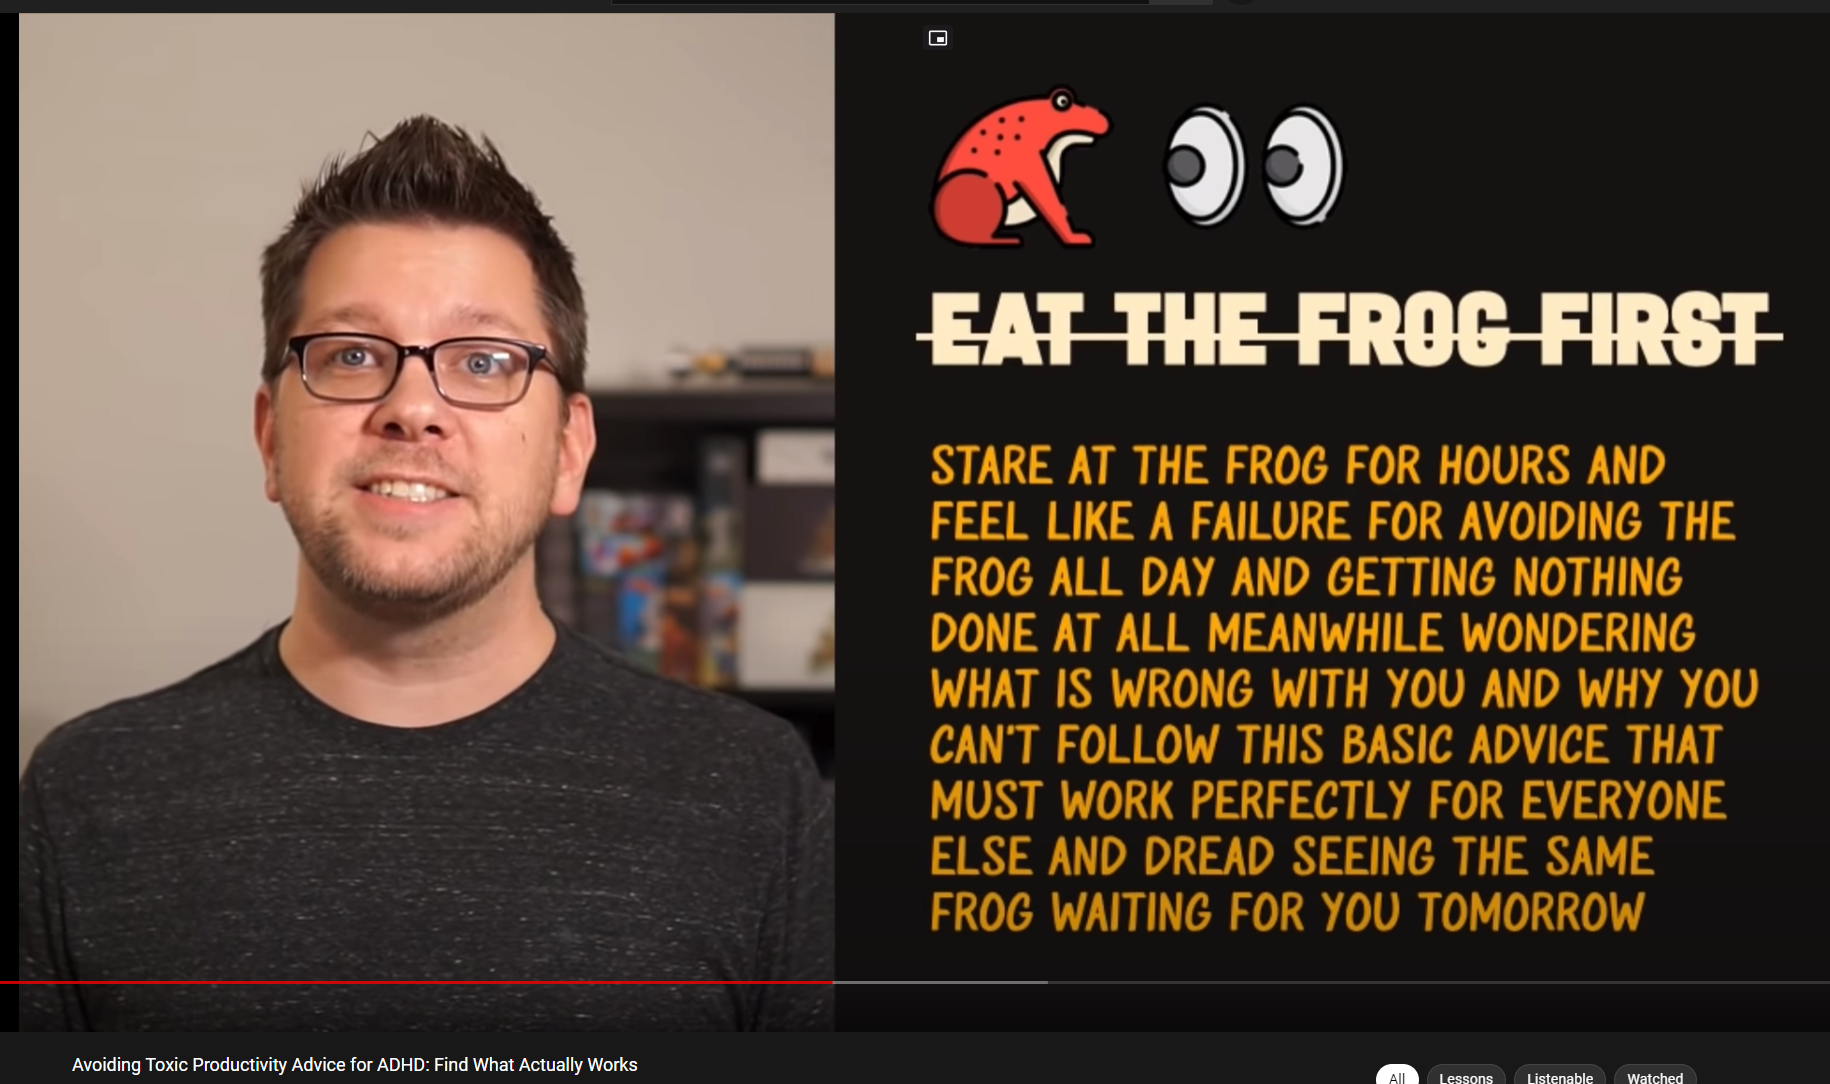 EAT THE FROG FIRST
STARE AT THE FROG FOR HOURS AND
FEEL LIKE A FAILURE FOR AVOIDING THE
FROG ALL DAY AND GETTING NOTHING
DONE AT ALL MEANWHILE WONDERING
WHAT IS WRONG WITH YOU AND WHY YOU
CAN'T FOLLOW THIS BASIC ADVICE THAT
MUST WORK PERFECTLY FOR EVERYONE
ELSE AND DREAD SEEING THE SAME
FROG WAITING FOR YOU TOMORROW
Avoiding Toxic Productivity Advice for ADHD: Find What Actually Works
All Lessons Listenable Watched